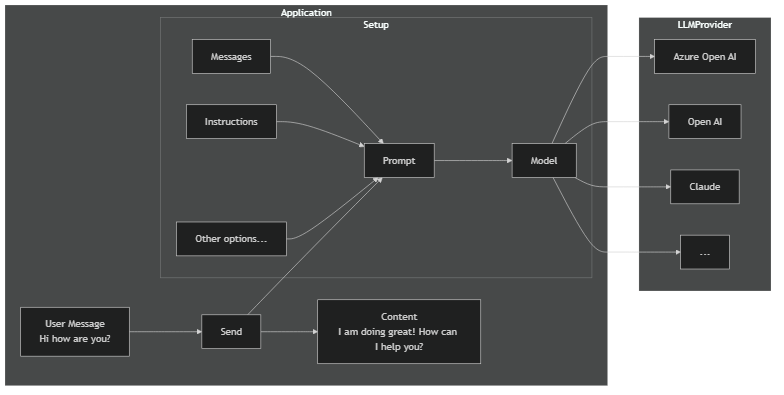 Application
Setup
LLMProvider
Messages
Azure Open AI
Instructions
Open AI
Prompt
Model
Claude
Other options...
...
User Message
Hi how are you?
Send
Content
I am doing great! How can
I help you?